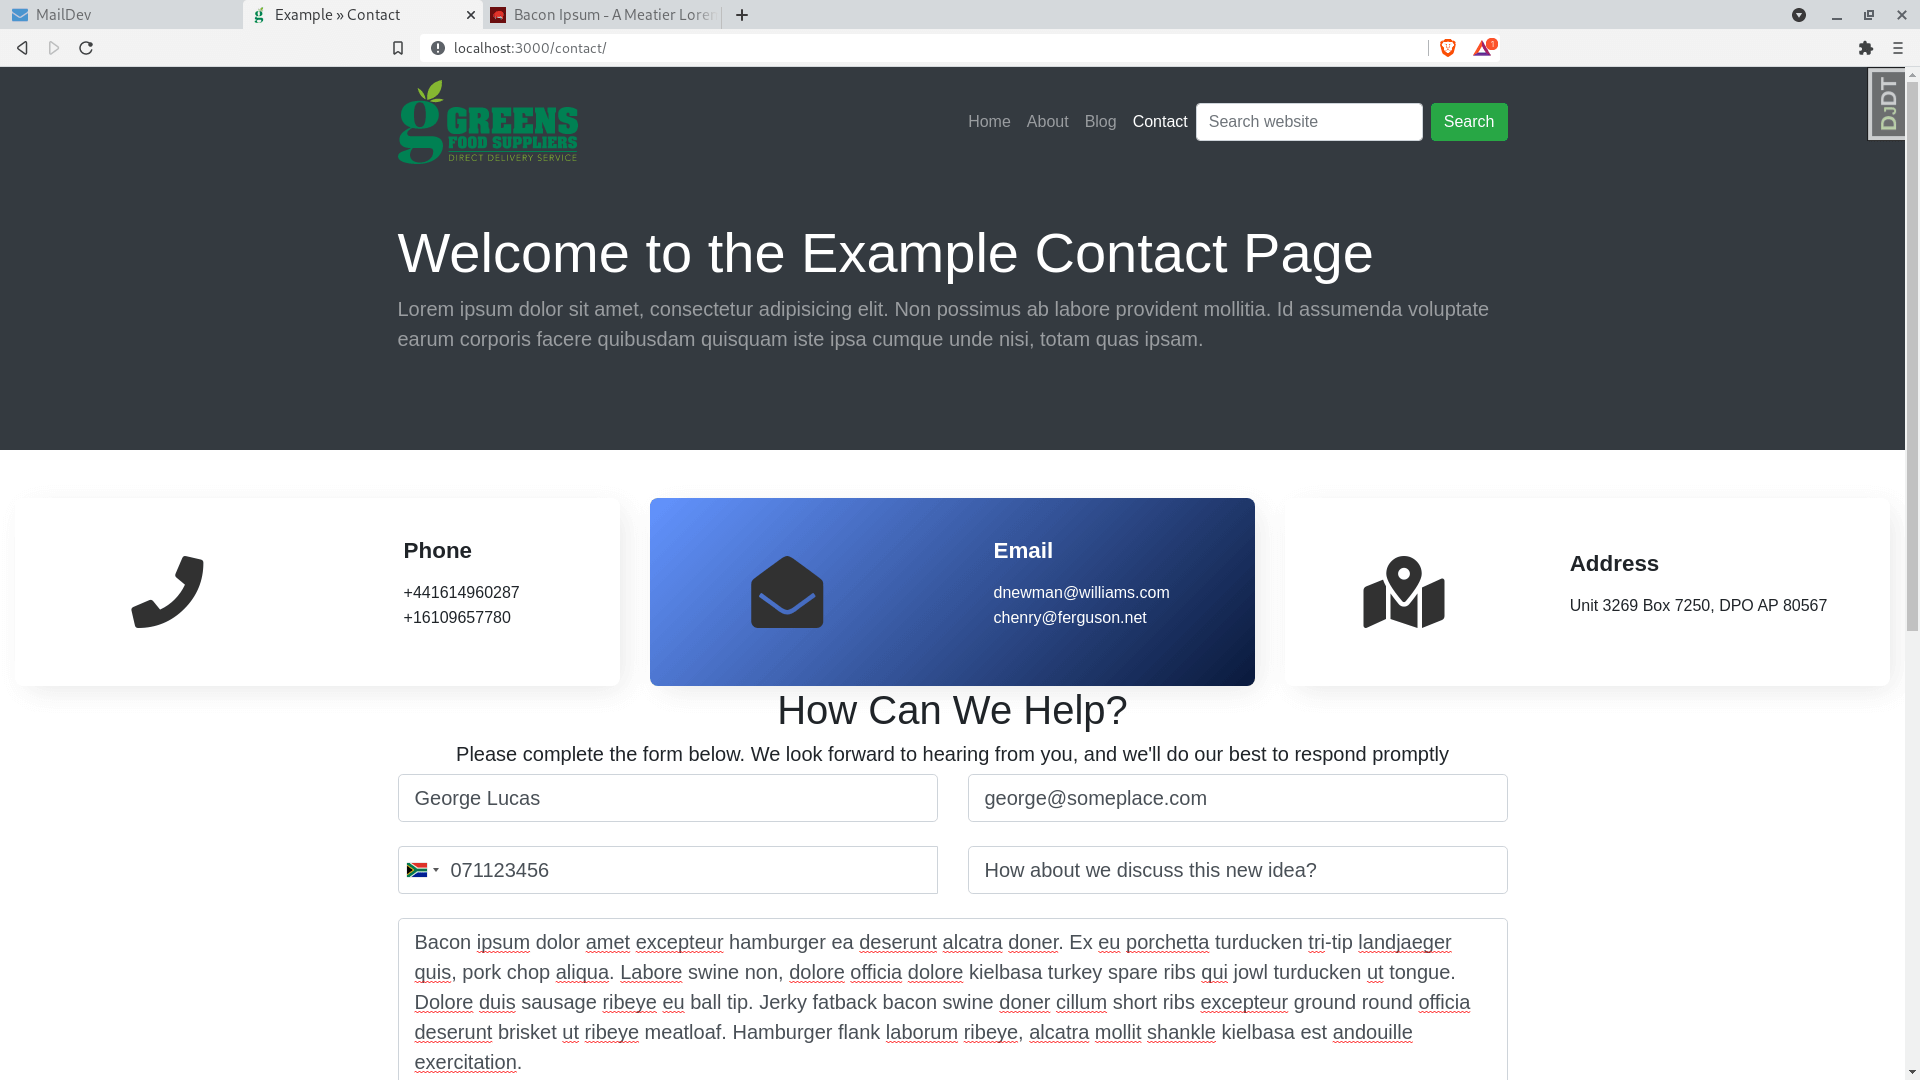 MailDev
Example » Contact
Bacon Ipsum - A Meatier Lorem
localhost:3000/contact/
1
DJDT
GREENS
FOOD SUPPLIERS
DIRECT DELIVERY SERVICE
Home About Blog Contact Search website Search
Welcome to the Example Contact Page
Lorem ipsum dolor sit amet, consectetur adipisicing elit. Non possimus ab labore provident mollitia. Id assumenda voluptate
earum corporis facere quibusdam quisquam iste ipsa cumque unde nisi, totam quas ipsam.
Phone
+441614960287
+16109657780
Email
dnewman@williams.com
chenry@ferguson.net
Address
Unit 3269 Box 7250, DPO AP 80567
How Can We Help?
Please complete the form below. We look forward to hearing from you, and we'll do our best to respond promptly
George Lucas
george@someplace.com
071123456
How about we discuss this new idea?
Bacon ipsum dolor amet excepteur hamburger ea deserunt alcatra doner. Ex eu porchetta turducken tri-tip landjaeger
quis, pork chop aliqua. Labore swine non, dolore officia dolore kielbasa turkey spare ribs qui jowl turducken ut tongue.
Dolore duis sausage ribeye eu ball tip. Jerky fatback bacon swine doner cillum short ribs excepteur ground round officia
deserunt brisket ut ribeye meatloaf. Hamburger flank laborum ribeye, alcatra mollit shankle kielbasa est andouille
exercitation.